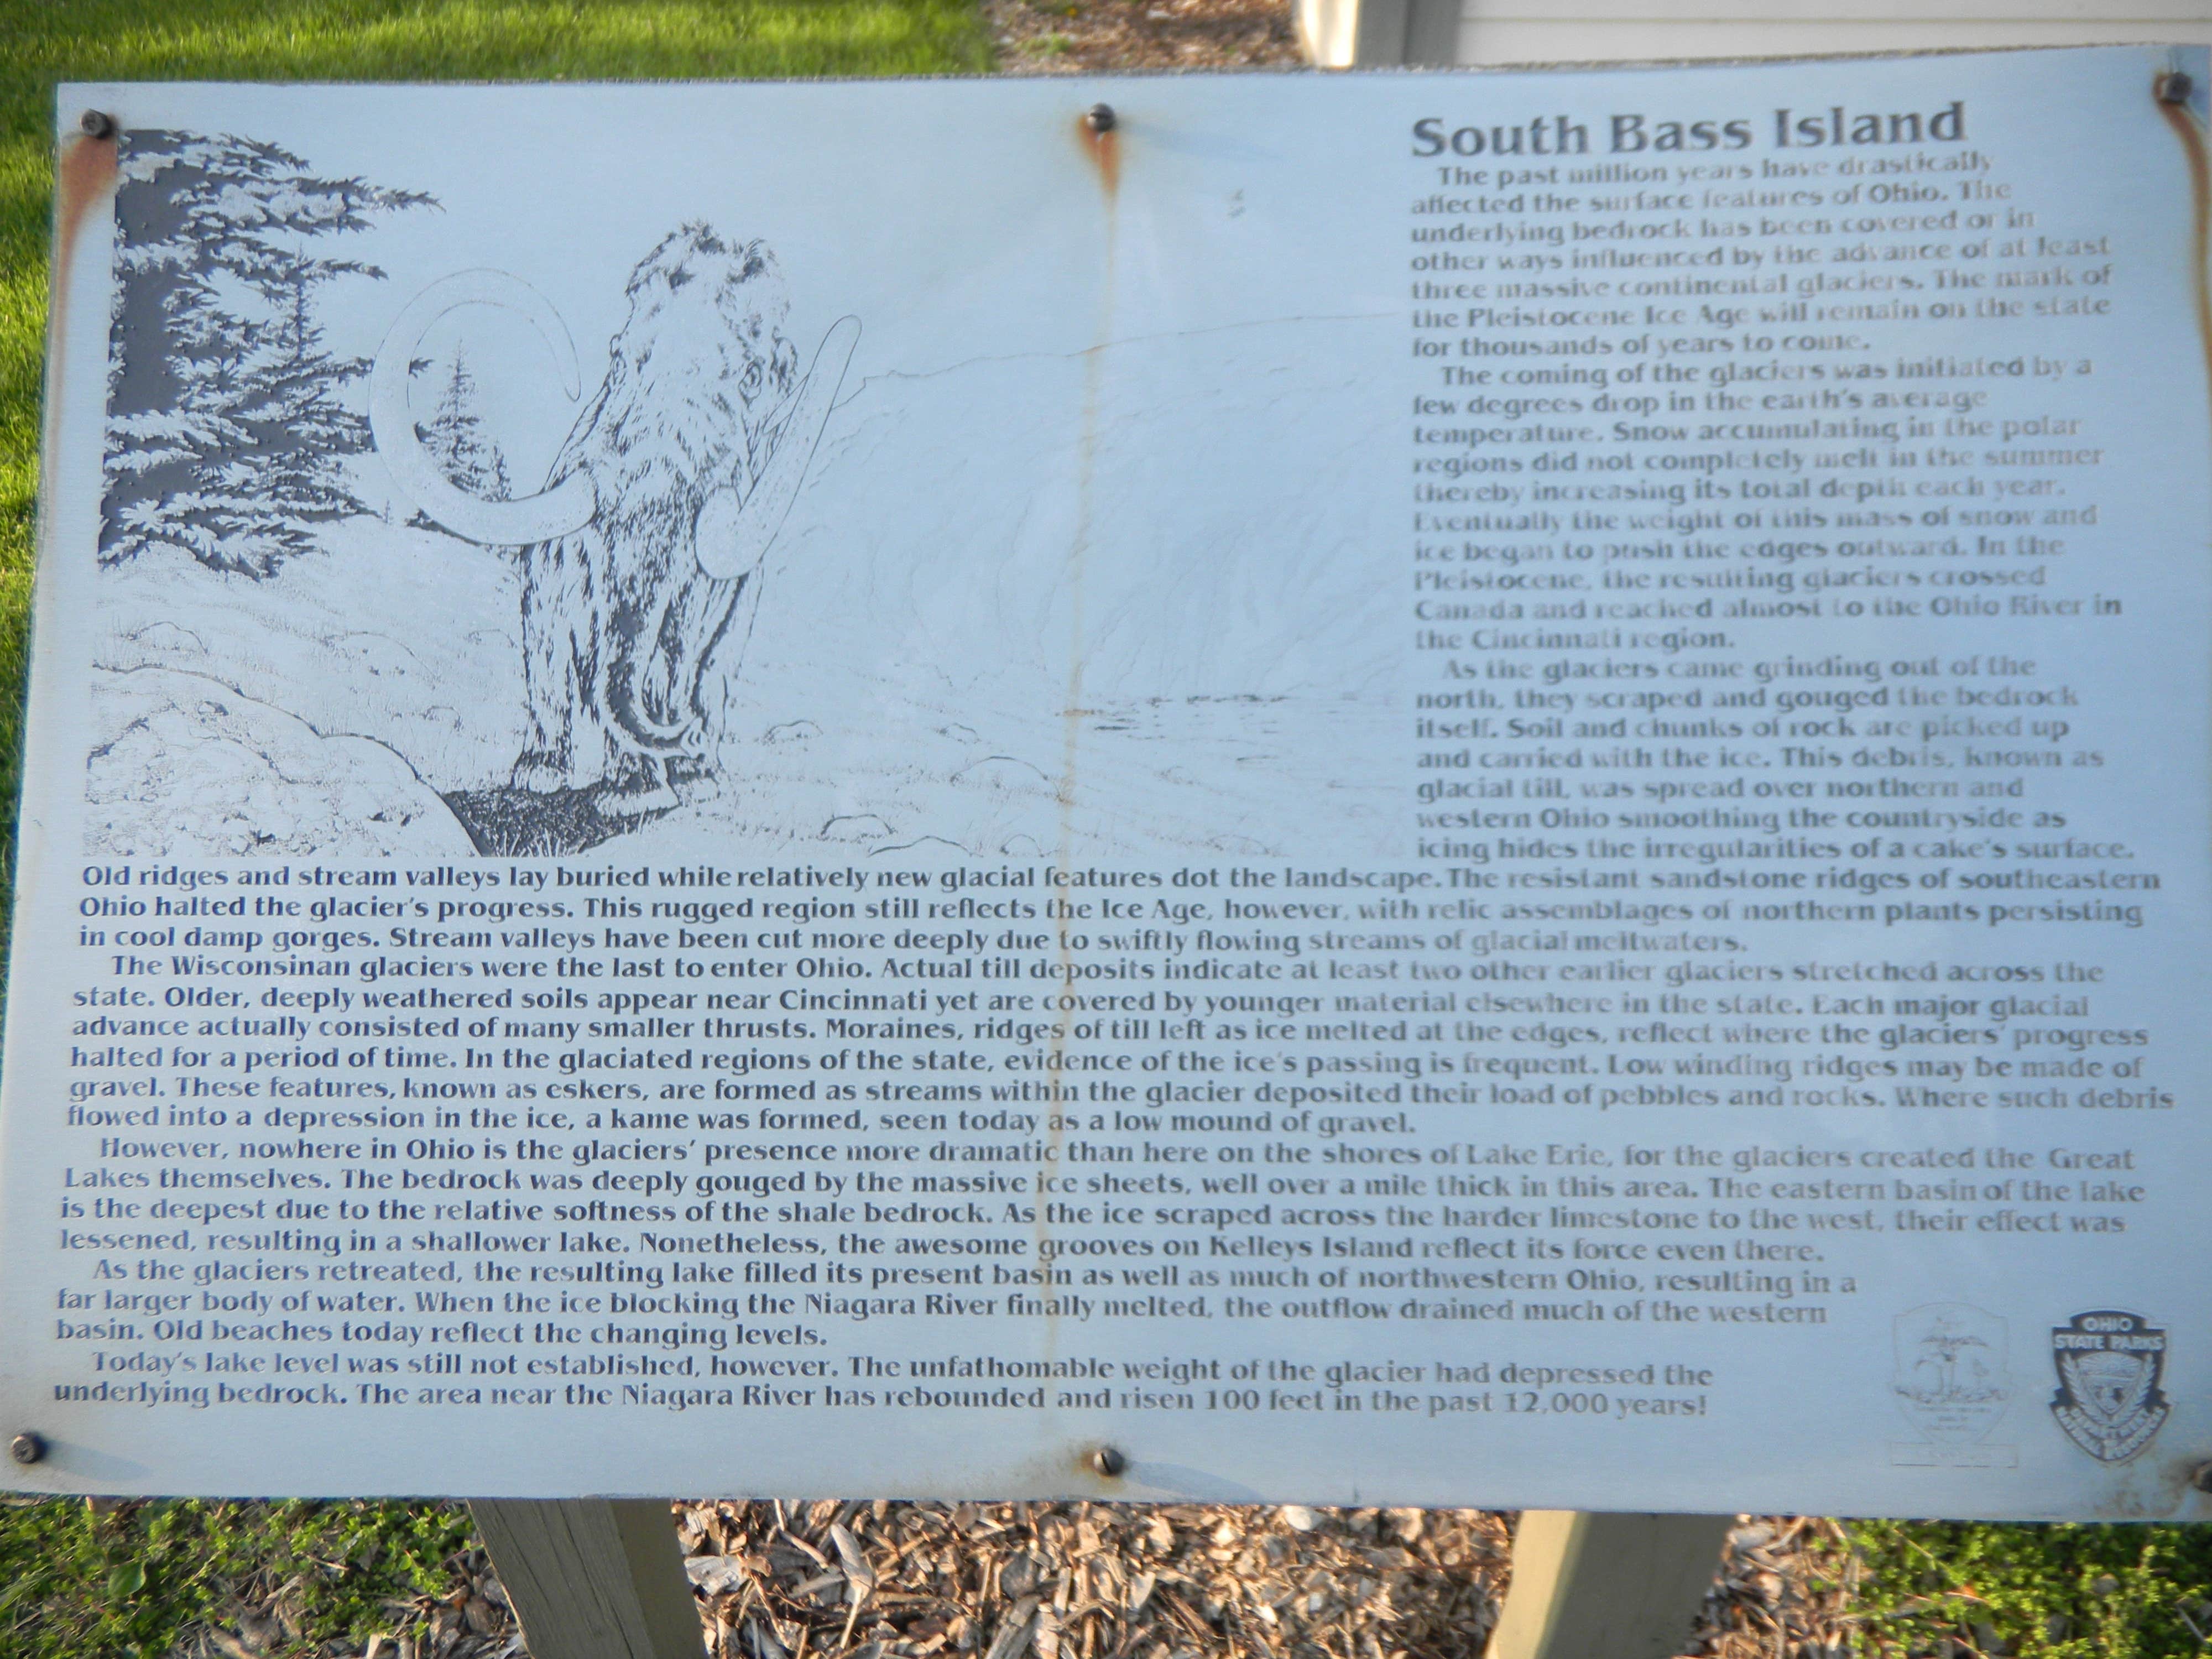 South Bass Island
The past million years have drastically
affected the surface features of Ohio. The
underlying bedrock has been covered or in
other ways influenced by the advance of at least
three massive continental glaciers. The mark of
the Pleistocene Ice Age will remain on the state
for thousands of years to come.
The coming of the glaciers was initiated by a
few degrees drop in the earth's average
temperature. Snow accumulating in the polar
regions did not completely melt in the summer
thereby increasing its total depth each year.
Eventually the weight of this mass of snow and
ice began to push the edges outward. In the
Pleistocene, the resulting glaciers crossed
Canada and reached almost to the Ohio River in
the Cincinnati region.
As the glaciers came grinding out of the
north, they scraped and gouged the bedrock
itself. Soil and chunks of rock are picked up
and carried with the ice. This debris, known as
glacial till, was spread over northern and
western Ohio smoothing the countryside as
icing hides the irregularities of a cake's surface.
Old ridges and stream valleys lay buried while relatively new glacial features dot the landscape. The resistant sandstone ridges of southeastern
Ohio halted the glacier's progress. This rugged region still reflects the Ice Age, however, with relic assemblages of northern plants persisting
in cool damp gorges. Stream valleys have been cut more deeply due to swiftly flowing streams of glacial meltwaters.
The Wisconsinan glaciers were the last to enter Ohio. Actual till deposits indicate at least two other earlier glaciers stretched across the
state. Older, deeply weathered soils appear near Cincinnati yet are covered by younger material elsewhere in the state. Each major glacial
advance actually consisted of many smaller thrusts. Moraines, ridges of till left as ice melted at the edges, reflect where the glaciers' progress
halted for a period of time. In the glaciated regions of the state, evidence of the ice's passing is frequent. Low winding ridges may be made of
gravel. These features, known as eskers, are formed as streams within the glacier deposited their load of pebbles and rocks. Where such debris
flowed into a depression in the ice, a kame was formed, seen today as a low mound of gravel.
However, nowhere in Ohio is the glaciers' presence more dramatic than here on the shores of Lake Erie, for the glaciers created the Great
Lakes themselves. The bedrock was deeply gouged by the massive ice sheets, well over a mile thick in this area. The eastern basin of the lake
is the deepest due to the relative softness of the shale bedrock. As the ice scraped across the harder limestone to the west, their effect was
lessened, resulting in a shallower lake. Nonetheless, the awesome grooves on Kelleys Island reflect its force even there.
As the glaciers retreated, the resulting lake filled its present basin as well as much of northwestern Ohio, resulting in a
far larger body of water. When the ice blocking the Niagara River finally melted, the outflow drained much of the western
basin. Old beaches today reflect the changing levels.
Today's lake level was still not established, however. The unfathomable weight of the glacier had depressed the
underlying bedrock. The area near the Niagara River has rebounded and risen 100 feet in the past 12,000 years!
OHIO
STATE PARKS